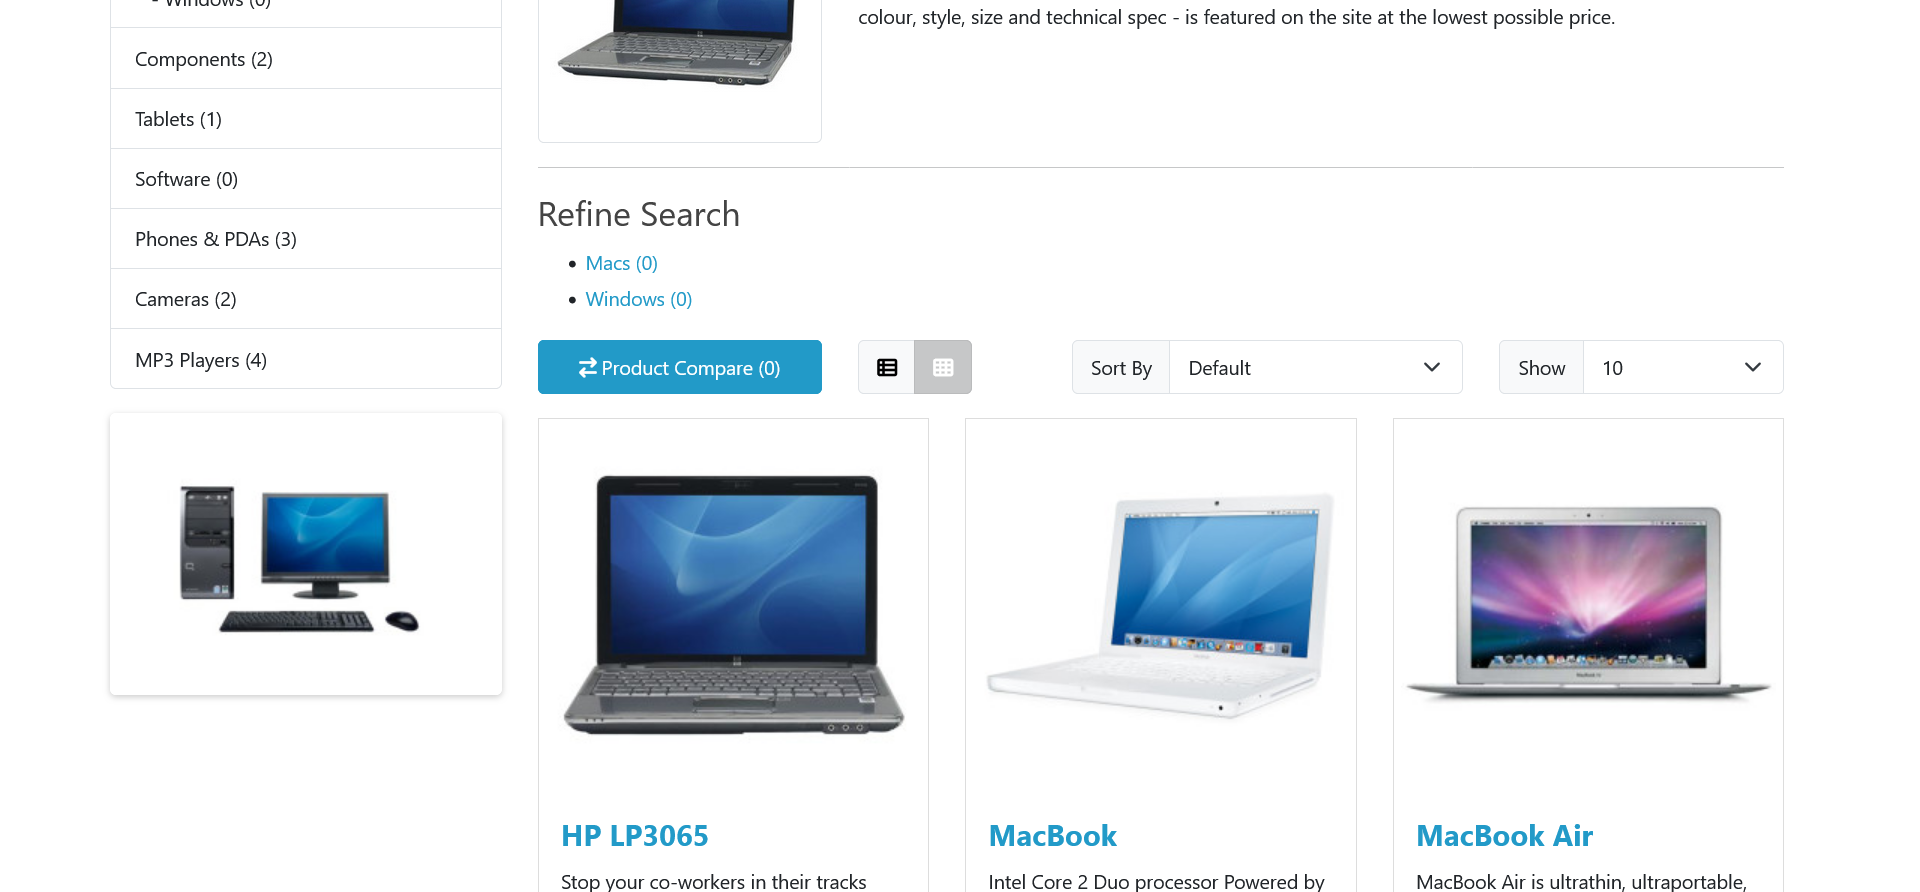 - Windows (0)
Components (2)
Tablets (1)
Software (0)
Phones & PDAs (3)
Cameras (2)
MP3 Players (4)
colour, style, size and technical spec - is featured on the site at the lowest possible price.
Refine Search
Macs (0)
Windows (0)
Product Compare (0)
Sort By
Default
Show
10
HP LP3065
Stop your co-workers in their tracks
MacBook
Intel Core 2 Duo processor Powered by
MacBook Air
MacBook Air is ultrathin, ultraportable,